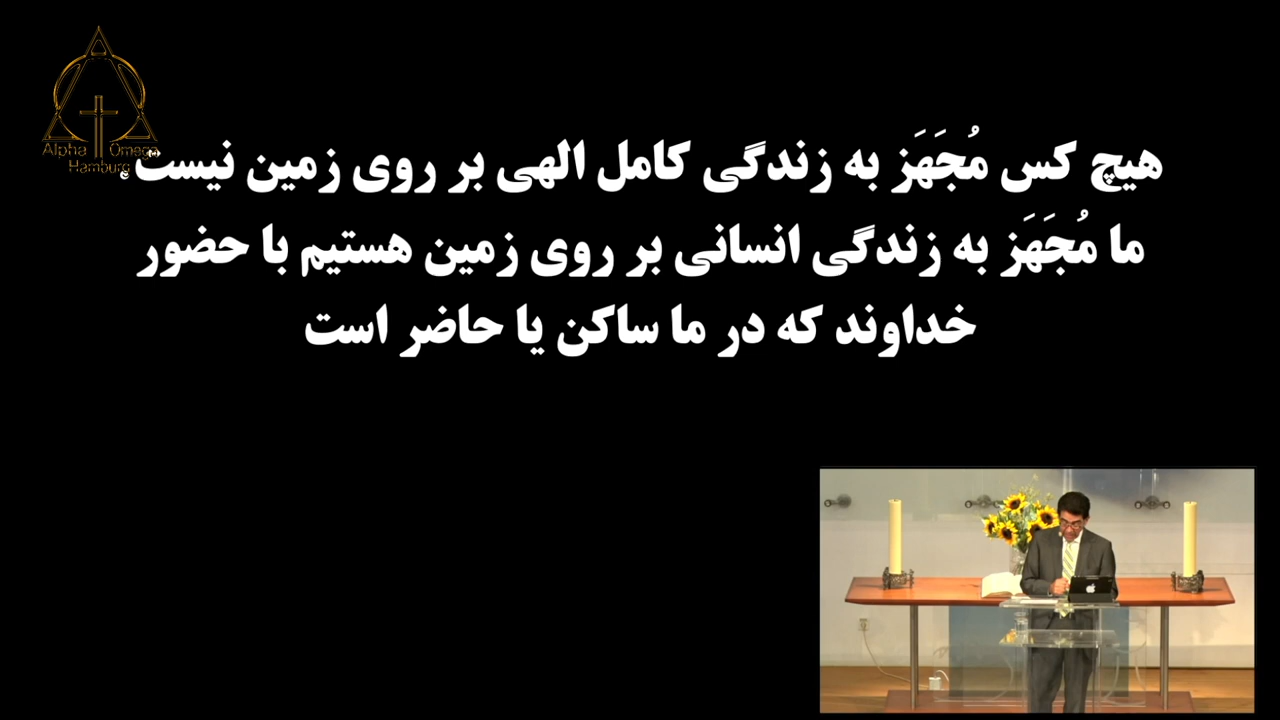 Alpha Omega
Hamburg
هیچ کس مُجَهَز به زندگی کامل الهی بر روی زمین نیست
ما مُجَهَز به زندگی انسانی بر روی زمین هستیم با حضور
خداوند که در ما ساکن یا حاضر است